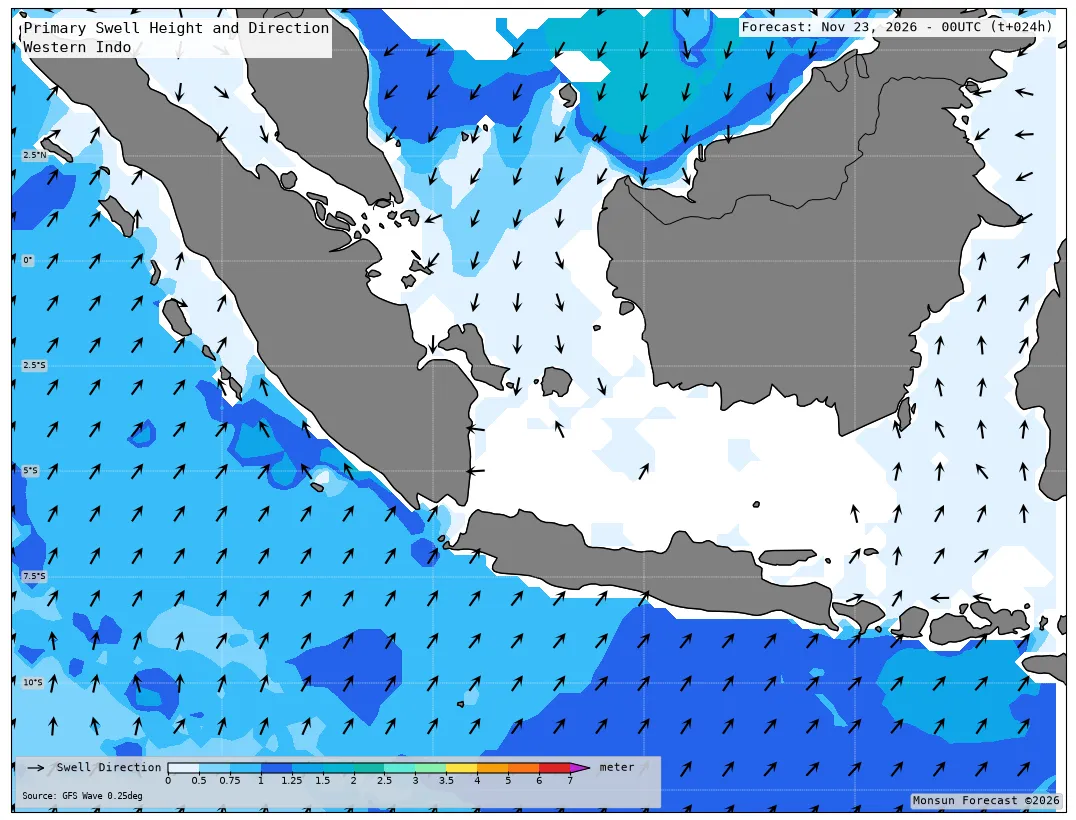 Primary Swell Height and Direction
Western Indo
Forecast: Nov 23, 2026 - 00UTC (t+024h)
2.5°N
0°
2.5°S
5°S
7.5°S
10°S
Swell Direction
0 0.5 0.75 1 1.25 1.5 2 2.5 3 3.5 4 5 6 7
meter
Source: GFS Wave 0.25deg
Monsun Forecast ©2026